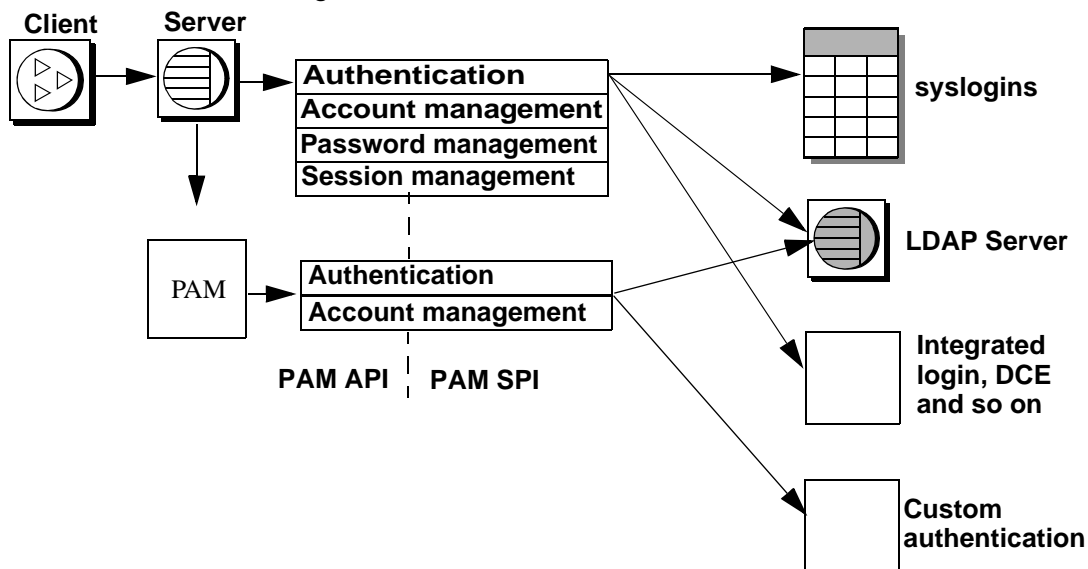 Client
Server
Authentication
Account management
Password management
Session management
syslogins
LDAP Server
PAM
Authentication
Account management
PAM API
PAM SPI
Integrated
login, DCE
and so on
Custom
authentication